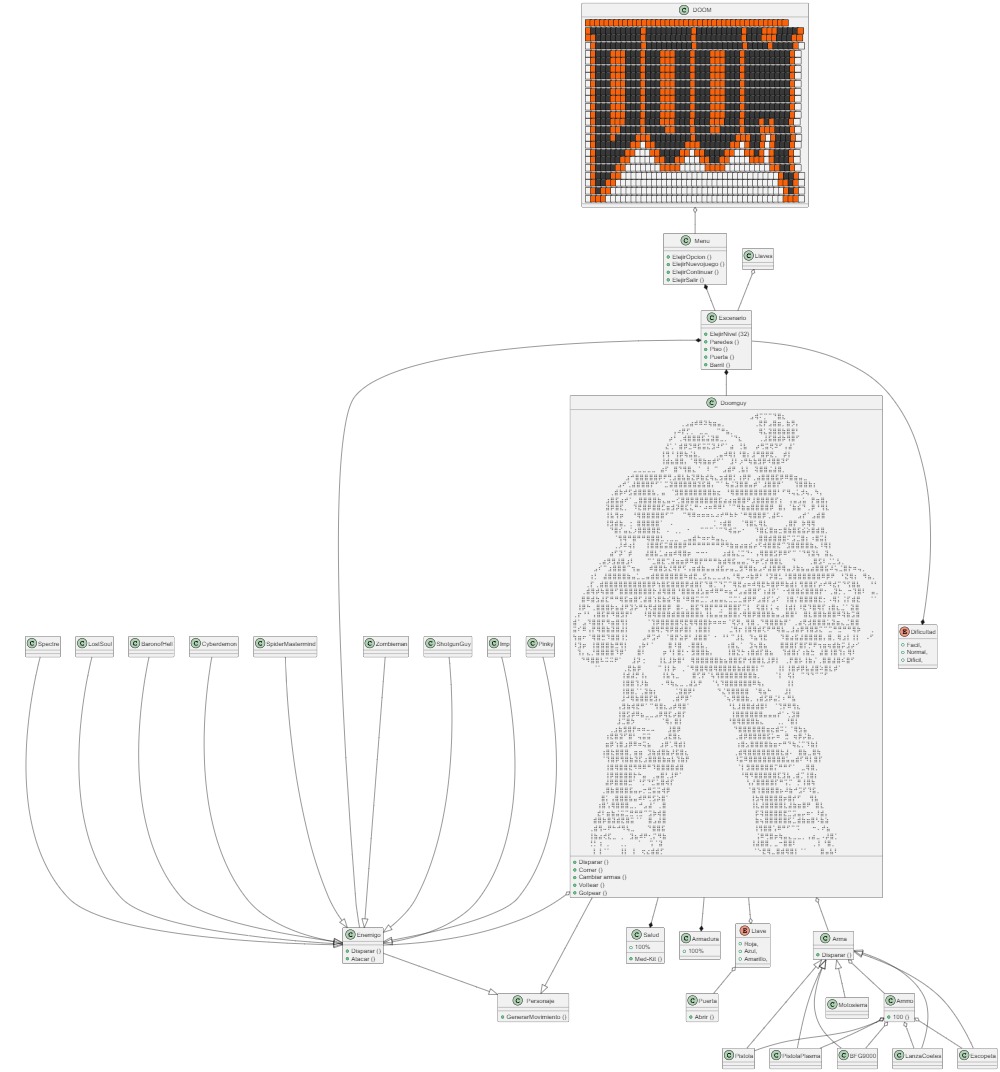 C DOOM
C Menu
ElejirOpcion ()
ElejirNuevojuego ()
ElejirContinuar ()
ElejirSalir ()
C Llaves
C Escenario
ElejirNivel (32)
Paredes ()
Piso ()
Puerta ()
Barril ()
C Doomguy
Disparar ()
Correr ()
Cambiar armas ()
Voltear ()
Golpear ()
E Dificultad
Facil,
Normal,
Dificil,
C Spectre
C LostSoul
C BaronofHell
C Cyberdemon
C SpiderMastermind
C Zombieman
C ShotgunGuy
C Imp
C Pinky
C Enemigo
Disparar ()
Atacar ()
C Salud
100%
Med-Kit ()
C Armadura
100%
E Llave
Roja,
Azul,
Amarillo,
C Arma
Disparar ()
C Personaje
GenerarMovimiento ()
C Puerta
Abrir ()
C Motosierra
C Ammo
100 ()
C Pistola
C PistolaPlasma
C BFG9000
C LanzaCoetes
C Escopeta